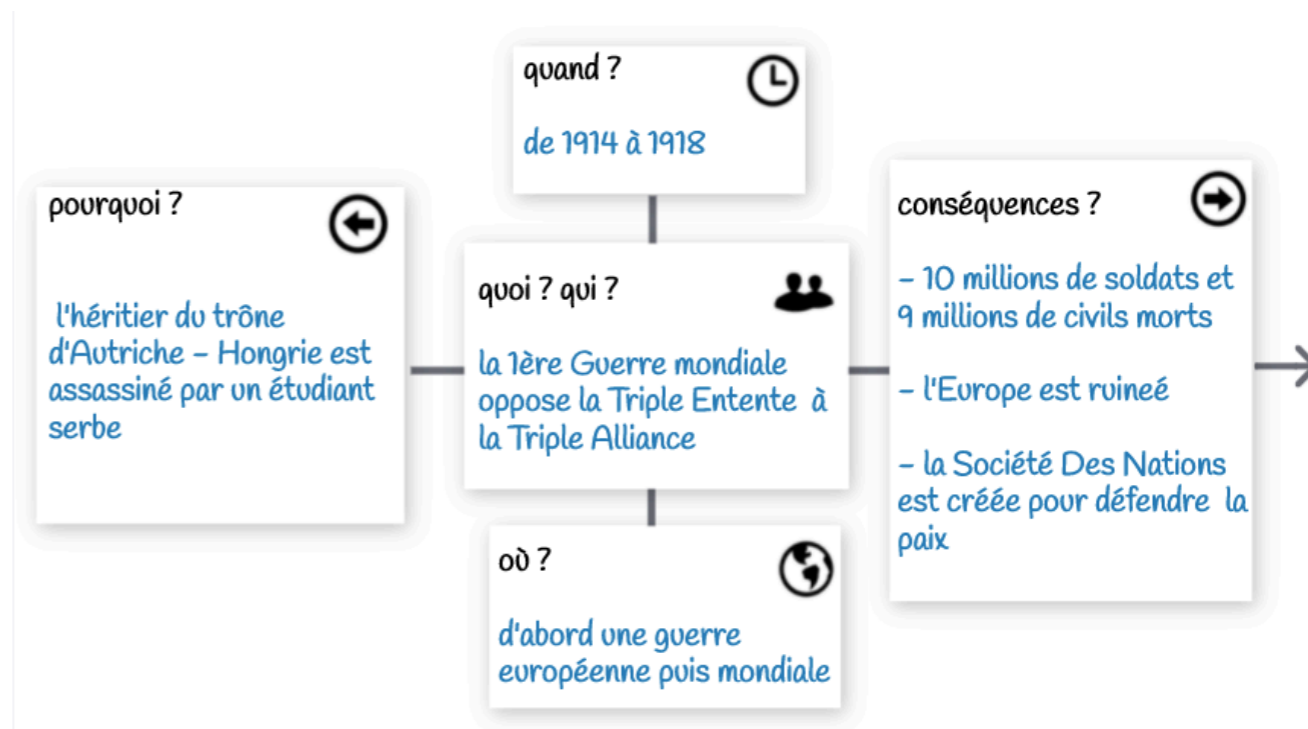 quand ?
de 1914 à 1918
pourquoi ?
l'héritier du trône
d'Autriche – Hongrie est
assassiné par un étudiant
serbe
quoi ? qui ?
la 1ère Guerre mondiale
oppose la Triple Entente à
la Triple Alliance
où ?
d'abord une guerre
européenne puis mondiale
conséquences ?
– 10 millions de soldats et
9 millions de civils morts
– l'Europe est ruineé
– la Société Des Nations
est créée pour défendre la
paix